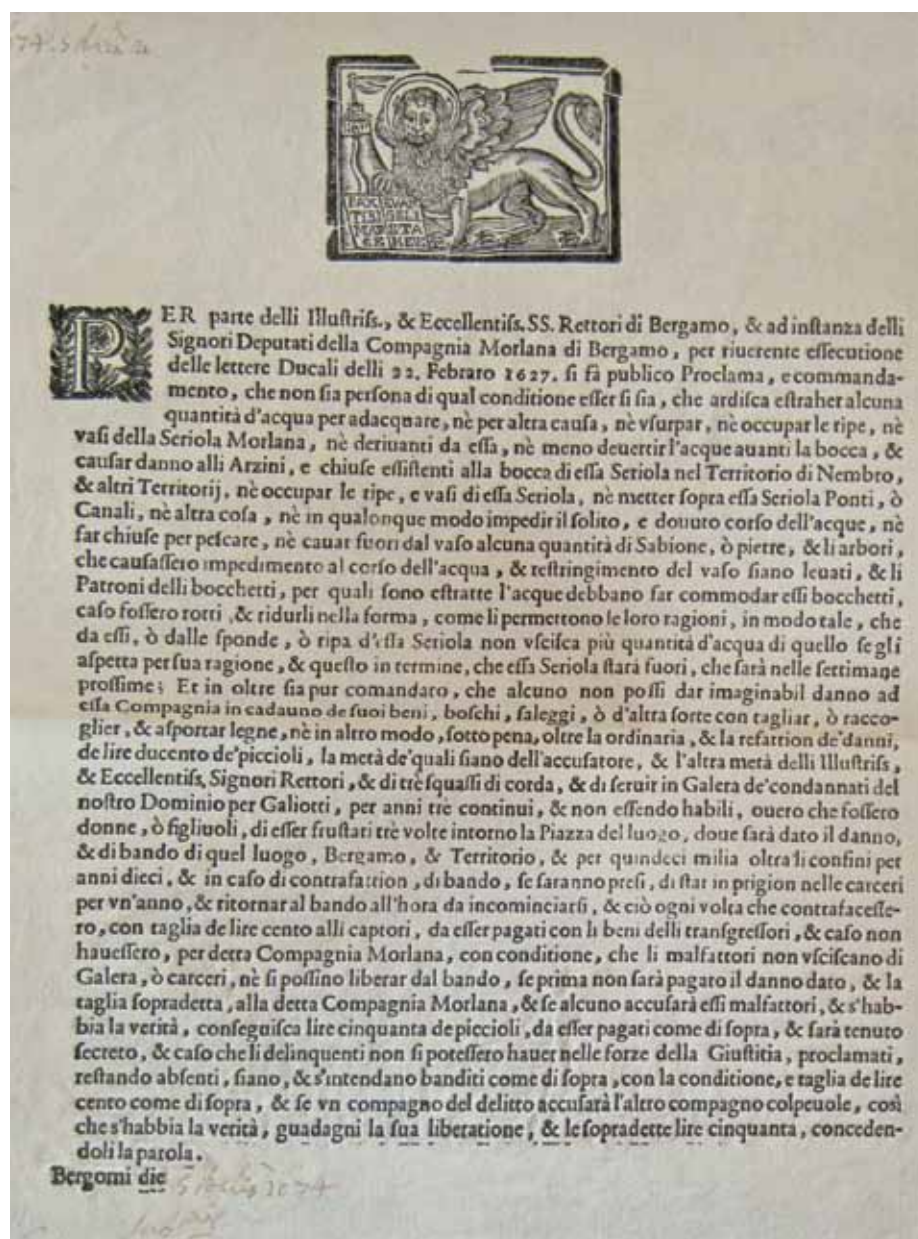 PAX EVAN
TIBI GELI
MAR STA
CE MEE
PER parte delli Illuſtriſs., & Eccellentiſs. SS. Rettori di Bergamo, & ad inſtanza delli
Signori Deputati della Compagnia Morlana di Bergamo, per riuerente eſſecutione
delle lettere Ducali delli 22. Febraro 1627. ſi fà publico Proclama, e commanda-
mento, che non ſia perſona di qual conditione eſſer ſi ſia, che ardiſca eſtraher alcuna
quantità d'acqua per adacquare, nè per altra cauſa, nè vſurpar, nè occupar le ripe, nè
vaſi della Seriola Morlana, nè deriuanti da eſſa, nè meno deuertir l'acque auanti la bocca, &
cauſar danno alli Arzini, e chiuſe eſſiſtenti alla bocca di eſſa Seriola nel Territorio di Nembro,
& altri Territorij, nè occupar le ripe, e vaſi di eſſa Seriola, nè metter ſopra eſſa Seriola Ponti, ò
Canali, nè altra coſa, nè in qualonque modo impedir il ſolito, e douuto corſo dell'acque, nè
far chiuſe per peſcare, nè cauar fuori dal vaſo alcuna quantità di Sabione, ò pietre, & li arbori,
che cauſaſſero impedimento al corſo dell'acqua, & reſtringimento del vaſo ſiano leuati, & li
Patroni delli bocchetti, per quali ſono eſtratte l'acque debbano far commodar eſſi bocchetti,
caſo foſſero rotti, & ridurli nella forma, come li permettono le loro ragioni, in modo tale, che
da eſſi, ò dalle ſponde, ò ripa d'eſſa Seriola non vſciſca più quantità d'acqua di quello ſe gli
aſpetta per ſua ragione, & queſto in termine, che eſſa Seriola ſtarà fuori, che ſarà nelle ſettimane
proſſime; Et in oltre ſia pur comandato, che alcuno non poſſi dar imaginabil danno ad
eſſa Compagnia in cadauno de ſuoi beni, boſchi, ſaleggi, ò d'altra ſorte con tagliar, ò racco-
glier, & aſportar legne, nè in altro modo, ſotto pena, oltre la ordinaria, & la refattion de'danni,
de lire ducento de'piccioli, la metà de'quali ſiano dell'accuſatore, & l'altra metà delli Illuſtriſs,
& Eccellentiſs, Signori Rettori, & di trè ſquaſſi di corda, & di ſeruir in Galera de'condannati del
noſtro Dominio per Galiotti, per anni trè continui, & non eſſendo habili, ouero che foſſero
donne, ò figliuoli, di eſſer fruſtati trè volte intorno la Piazza del luogo, doue ſarà dato il danno,
& di bando di quel luogo, Bergamo, & Territorio, & per quindeci milia oltra li confini per
anni dieci, & in caſo di contrafattion, di bando, ſe ſaranno preſi, di ſtar in prigion nelle carceri
per vn'anno, & ritornar al bando all'hora da incominciarſi, & ciò ogni volta che contrafaceſſe-
ro, con taglia de lire cento alli captori, da eſſer pagati con li beni delli tranſgreſſori, & caſo non
haueſſero, per detta Compagnia Morlana, con conditione, che li malfattori non vſciſcano di
Galera, ò carceri, nè ſi poſſino liberar dal bando, ſe prima non ſarà pagato il danno dato, & la
taglia ſopradetta, alla detta Compagnia Morlana, & ſe alcuno accuſarà eſſi malfattori, & s'hab-
bia la verità, conſeguiſca lire cinquanta de piccioli, da eſſer pagati come di ſopra, & ſarà tenuto
ſecreto, & caſo che li delinquenti non ſi poteſſero hauer nelle forze della Giuſtitia, proclamati,
reſtando abſenti, ſiano, & s'intendano banditi come di ſopra, con la conditione, e taglia de lire
cento come di ſopra, & ſe vn compagno del delitto accuſarà l'altro compagno colpeuole, così
che s'habbia la verità, guadagni la ſua liberatione, & le ſopradette lire cinquanta, conceden-
doli la parola.
Bergomi die